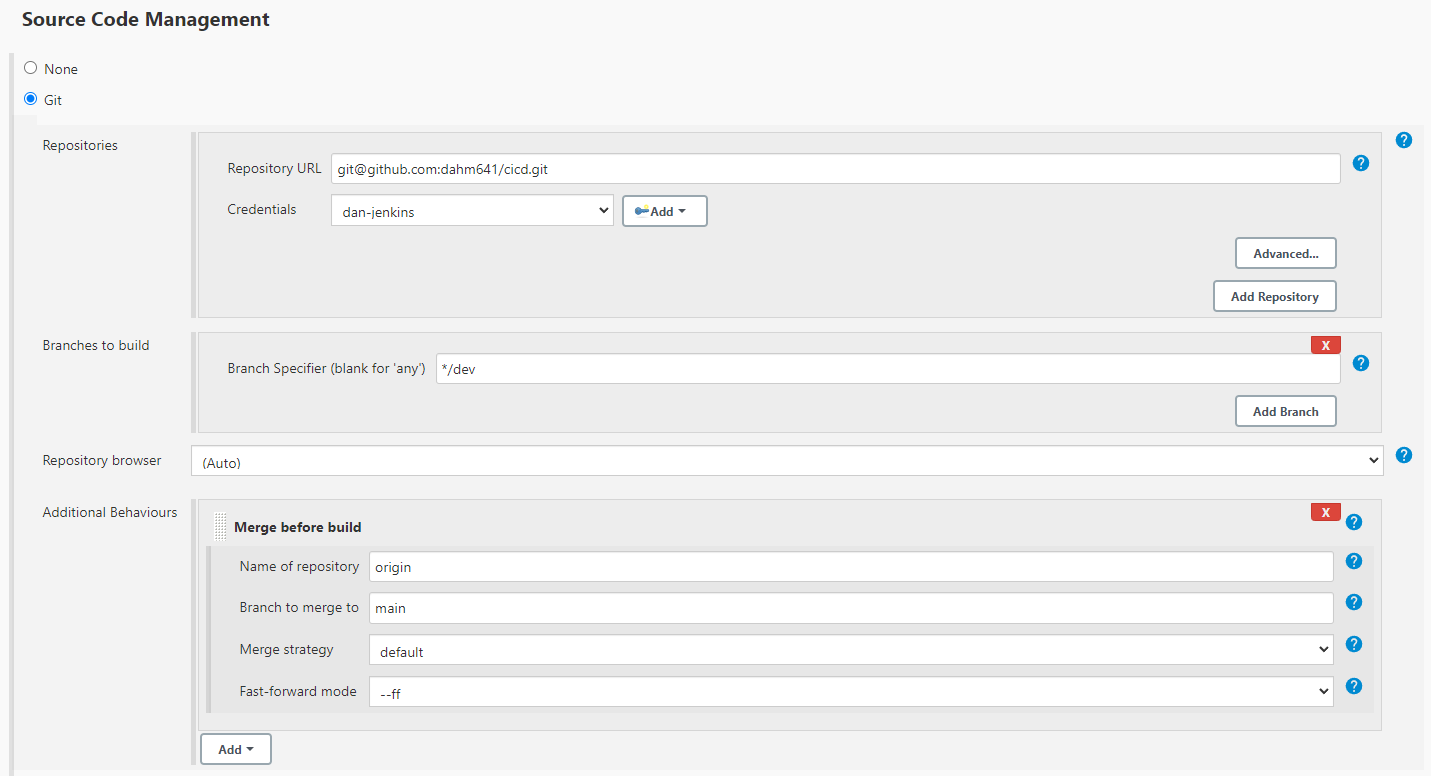 Source Code Management
None
Git
Repositories
Repository URL git@github.com:dahm641/cicd.git
Credentials dan-jenkins Add
Advanced...
Add Repository
Branches to build
X
Branch Specifier (blank for 'any') */dev
Add Branch
Repository browser (Auto)
Additional Behaviours
X
Merge before build
Name of repository origin
Branch to merge to main
Merge strategy default
Fast-forward mode --ff
Add